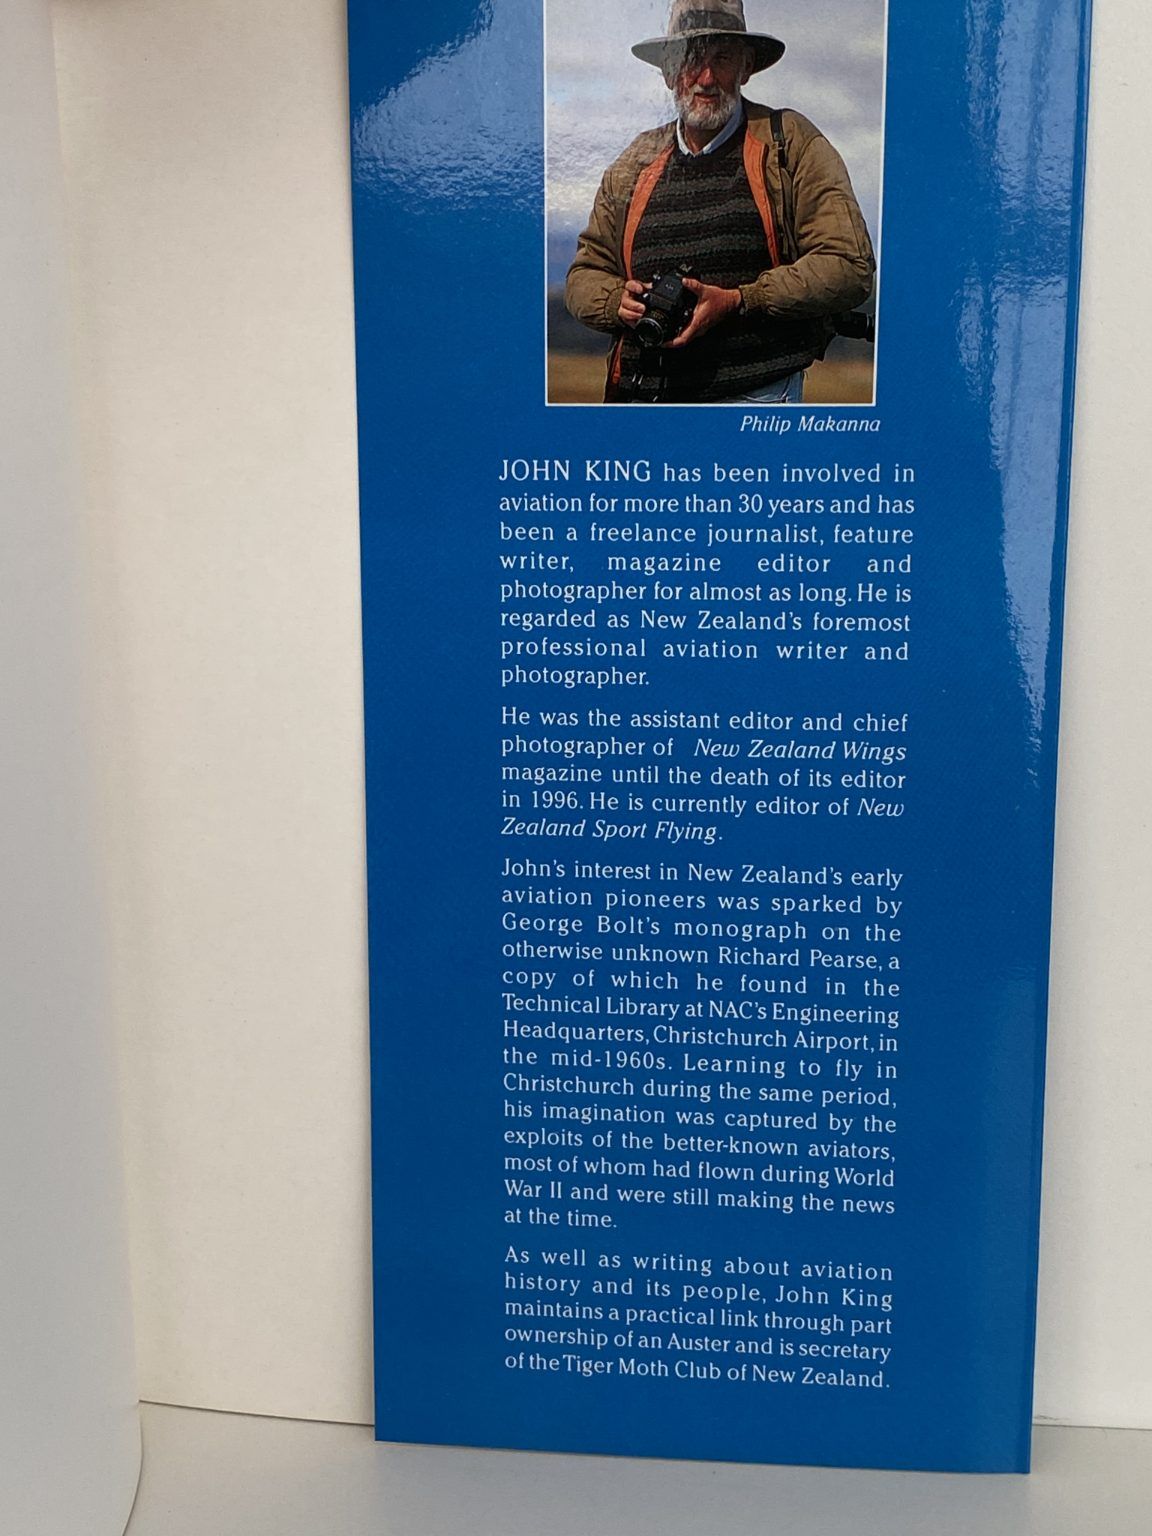 Philip Makanna
JOHN KING has been involved in
aviation for more than 30 years and has
been a freelance journalist, feature
writer, magazine editor and
photographer for almost as long. He is
regarded as New Zealand's foremost
professional aviation writer and
photographer.
He was the assistant editor and chief
photographer of New Zealand Wings
magazine until the death of its editor
in 1996. He is currently editor of New
Zealand Sport Flying.
John's interest in New Zealand's early
aviation pioneers was sparked by
George Bolt's monograph on the
otherwise unknown Richard Pearse, a
copy of which he found in the
Technical Library at NAC's Engineering
Headquarters, Christchurch Airport, in
the mid-1960s. Learning to fly in
Christchurch during the same period,
his imagination was captured by the
exploits of the better-known aviators,
most of whom had flown during World
War II and were still making the news
at the time.
As well as writing about aviation
history and its people, John King
maintains a practical link through part
ownership of an Auster and is secretary
of the Tiger Moth Club of New Zealand.